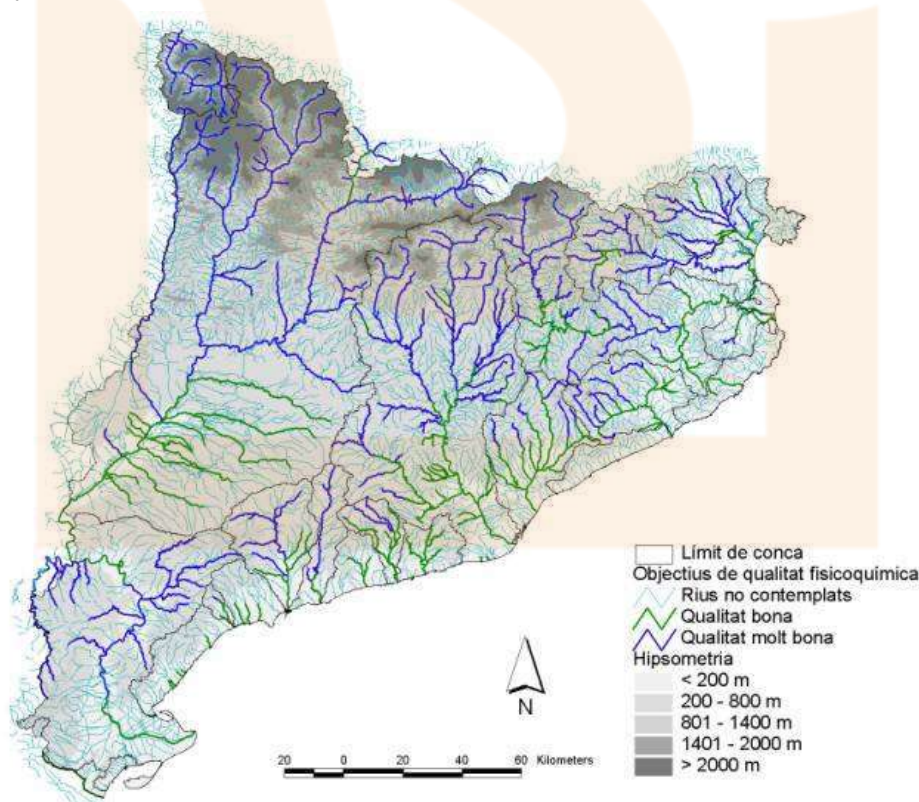 Límit de conca
Objectius de qualitat fisicoquímica
Rius no contemplats
Qualitat bona
Qualitat molt bona
Hipsometria
< 200 m
200 - 800 m
801 - 1400 m
1401 - 2000 m
> 2000 m
N
20 0 20 40 60 Kilometers